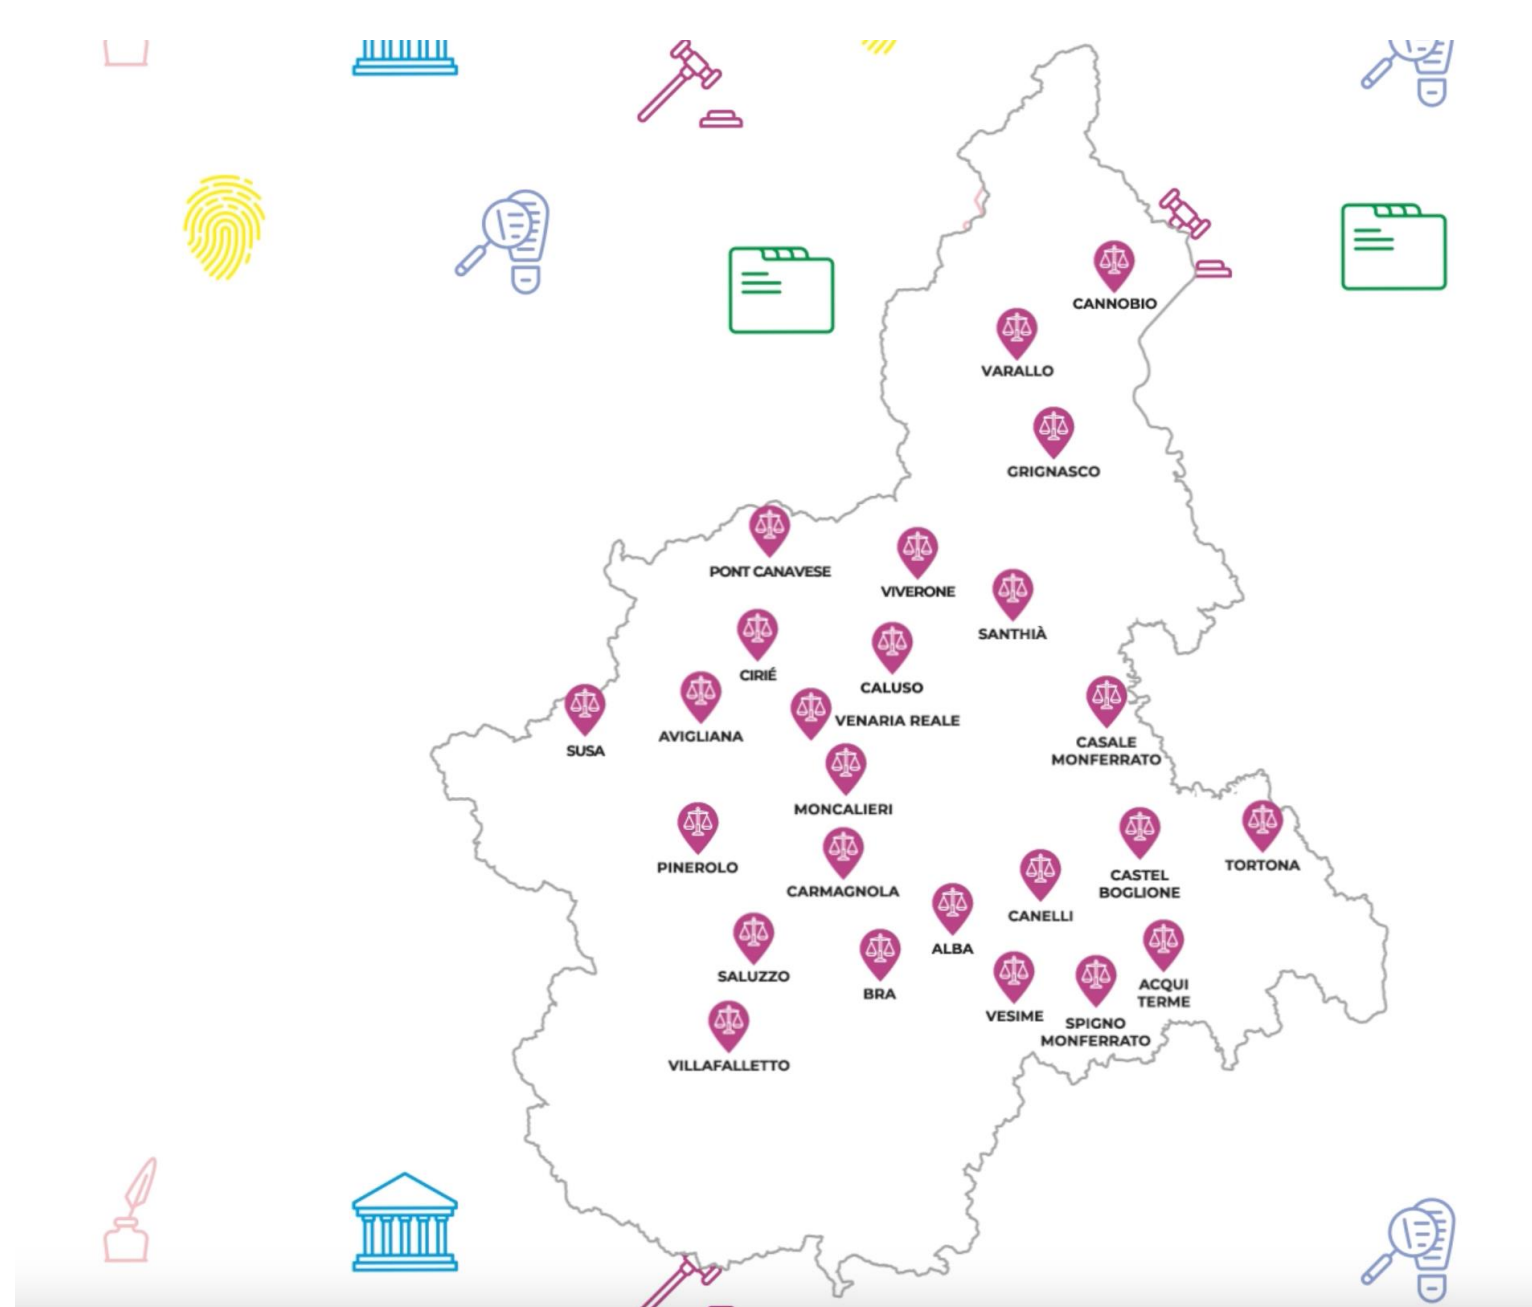 CANNOBIO
VARALLO
GRIGNASCO
PONT CANAVESE
VIVERONE
SANTHIÀ
CIRIÉ
CALUSO
VENARIA REALE
AVIGLIANA
SUSA
CASALE
MONFERRATO
MONCALIERI
PINEROLO
CARMAGNOLA
TORTONA
CASTEL
BOGLIONE
CANELLI
ALBA
SALUZZO
BRA
ACQUI
TERME
VESIME
SPIGNO
MONFERRATO
VILLAFALLETTO